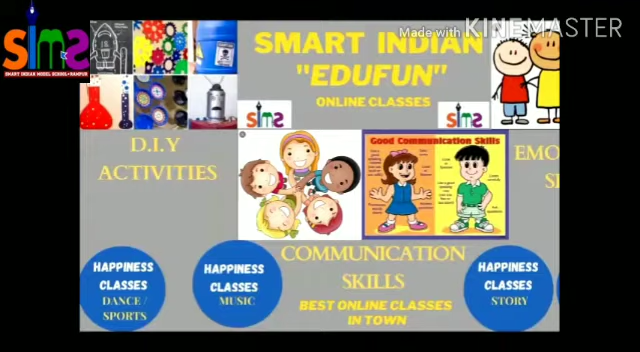 Made with KINEMASTER
SIMS
SMART INDIAN MODEL SCHOOL, RAMPUR
SMART INDIAN
"EDUFUN"
ONLINE CLASSES
SIMS
SIMS
Good Communication Skills
D.I.Y
ACTIVITIES
EMO
S
COMMUNICATION
SKILLS
BEST ONLINE CLASSES
IN TOWN
HAPPINESS
CLASSES
DANCE /
SPORTS
HAPPINESS
CLASSES
MUSIC
HAPPINESS
CLASSES
STORY